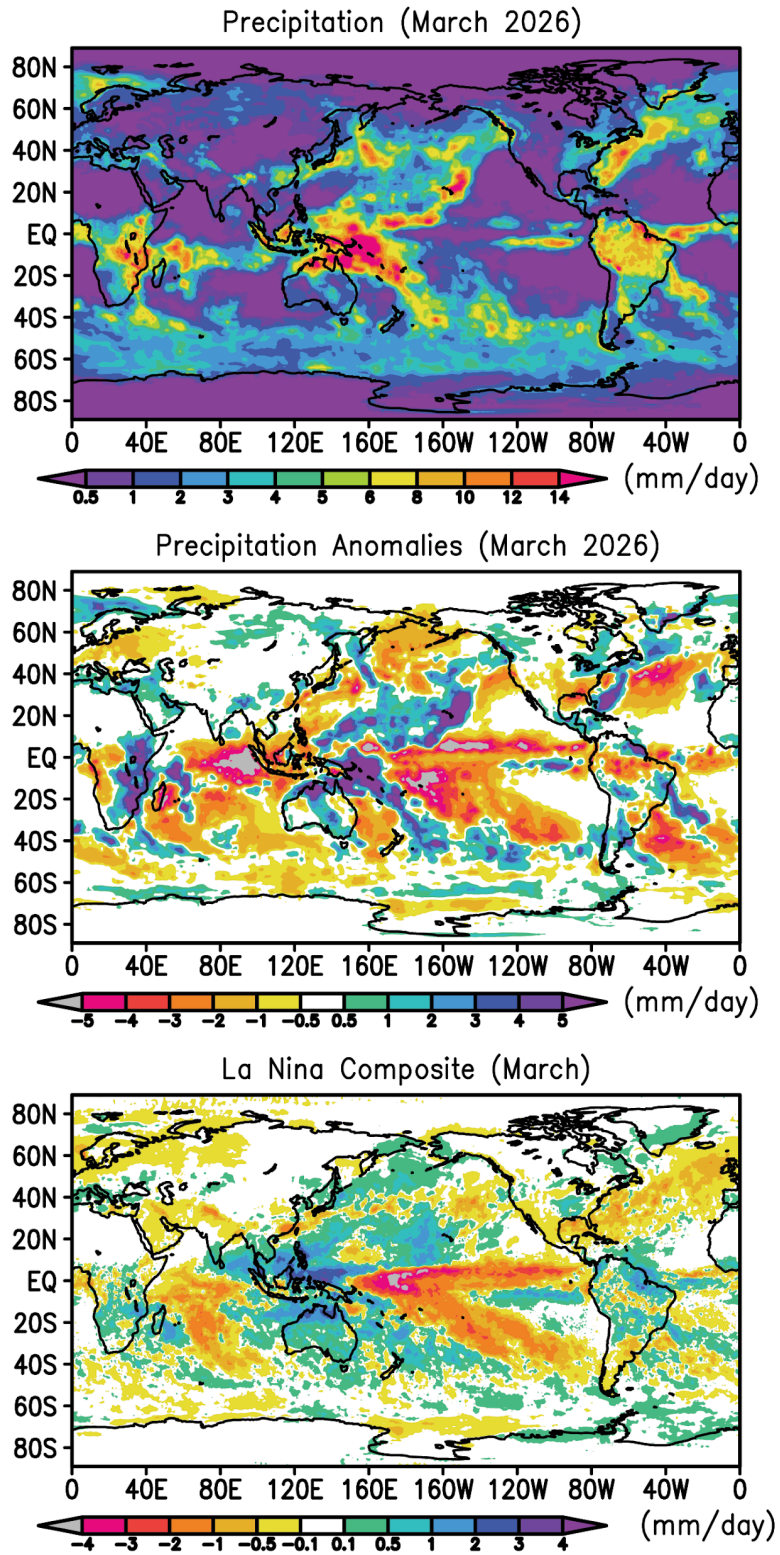 Precipitation (March 2026)
80N
60N
40N
20N
EQ
20S
40S
60S
80S
0 40E 80E 120E 160E 160W 120W 80W 40W 0
0.5 1 2 3 4 5 6 8 10 12 14 (mm/day)
Precipitation Anomalies (March 2026)
80N
60N
40N
20N
EQ
20S
40S
60S
80S
0 40E 80E 120E 160E 160W 120W 80W 40W 0
-5 -4 -3 -2 -1 -0.5 0.5 1 2 3 4 5 (mm/day)
La Nina Composite (March)
80N
60N
40N
20N
EQ
20S
40S
60S
80S
0 40E 80E 120E 160E 160W 120W 80W 40W 0
-4 -3 -2 -1 -0.5 -0.1 0.1 0.5 1 2 3 4 (mm/day)